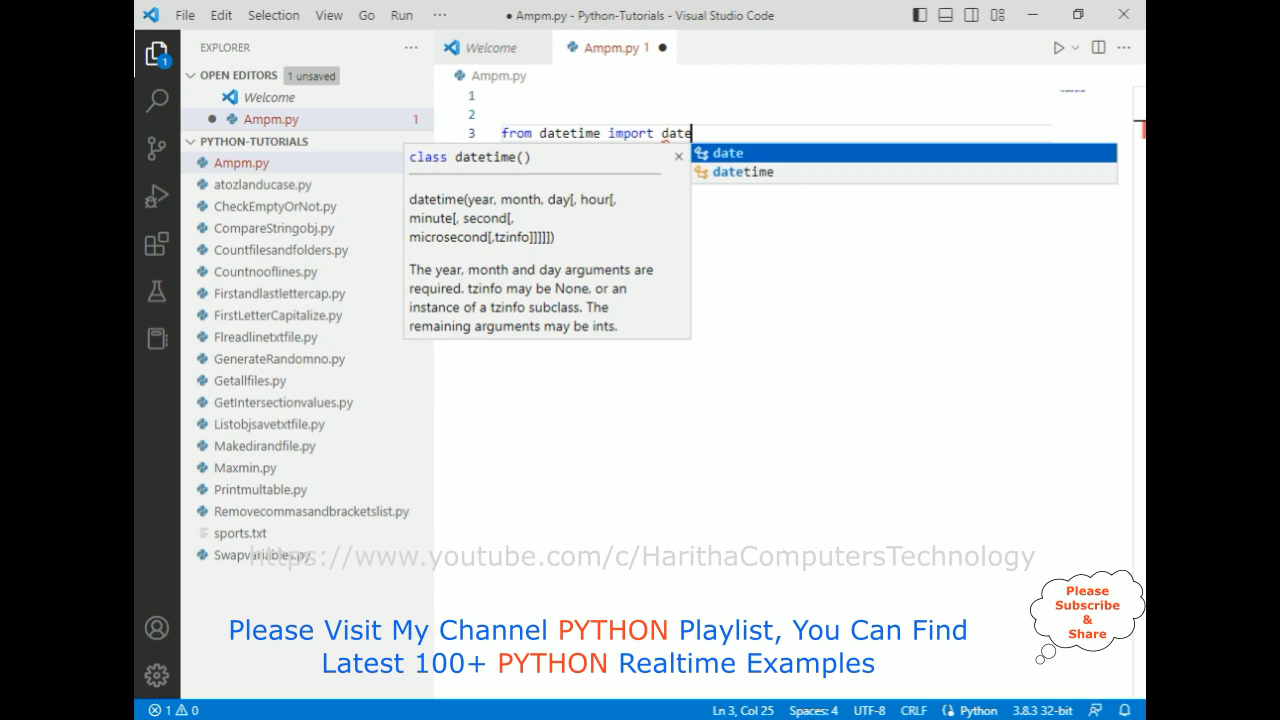 File Edit Selection View Go Run ··· ● Ampm.py - Python-Tutorials - Visual Studio Code
EXPLORER ···
OPEN EDITORS 1 unsaved
Welcome
● Ampm.py 1
PYTHON-TUTORIALS
Ampm.py
atozlanducase.py
CheckEmptyOrNot.py
CompareStringobj.py
Countfilesandfolders.py
Countnooflines.py
Firstandlastlettercap.py
FirstLetterCapitalize.py
Flreadlinetxtfile.py
GenerateRandomno.py
Getallfiles.py
GetIntersectionvalues.py
Listobjsavetxtfile.py
Makedirandfile.py
Maxmin.py
Printmultable.py
Removecommasandbracketslist.py
sports.txt
Swapvariables.py
1
Welcome Ampm.py 1 ●
Ampm.py
1
2
3 from datetime import date
date
datetime
class datetime()
datetime(year, month, day[, hour[,
minute[, second[,
microsecond[,tzinfo]]]]])
The year, month and day arguments are
required. tzinfo may be None, or an
instance of a tzinfo subclass. The
remaining arguments may be ints.
https://www.youtube.com/c/HarithaComputersTechnology
Please
Subscribe
&
Share
Please Visit My Channel PYTHON Playlist, You Can Find
Latest 100+ PYTHON Realtime Examples
1 0 Ln 3, Col 25 Spaces: 4 UTF-8 CRLF Python 3.8.3 32-bit